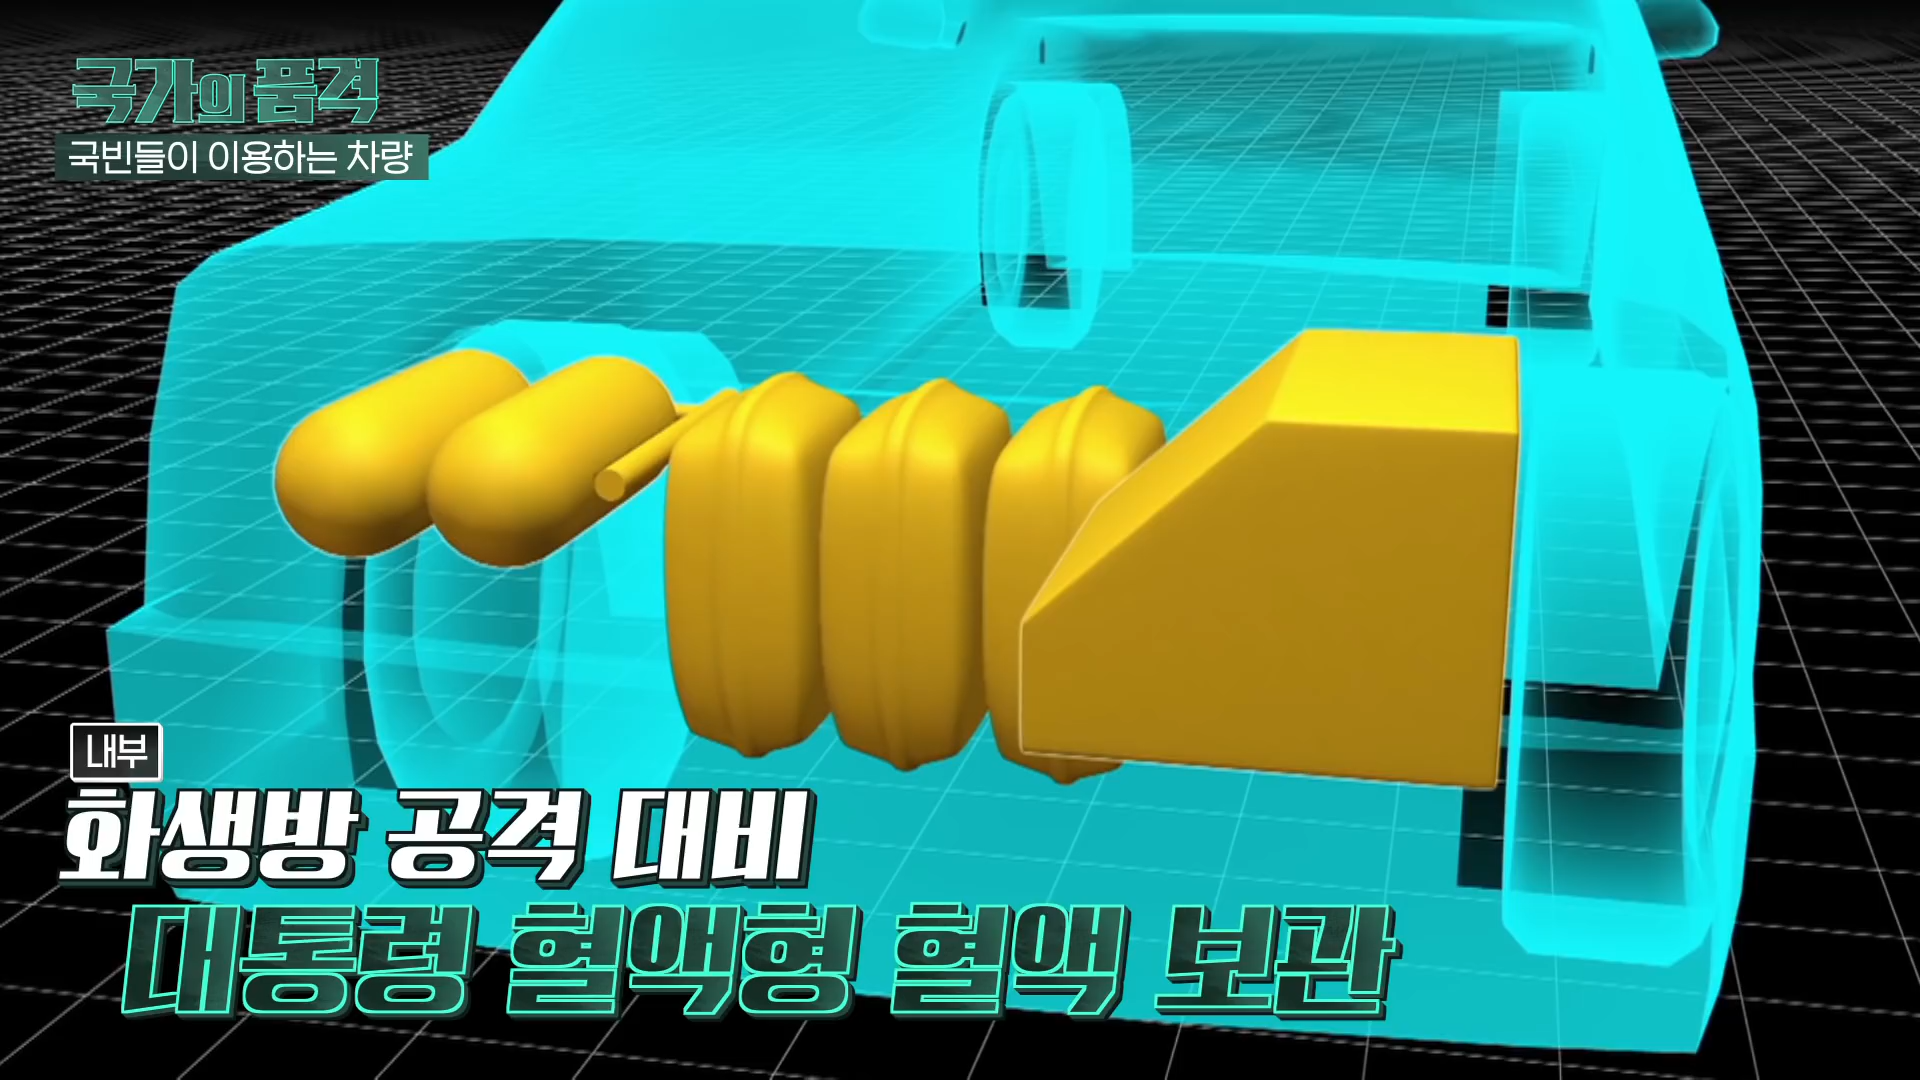 국가의 품격
국빈들이 이용하는 차량
내부
화생방 공격 대비
대통령 혈액형 혈액 보관